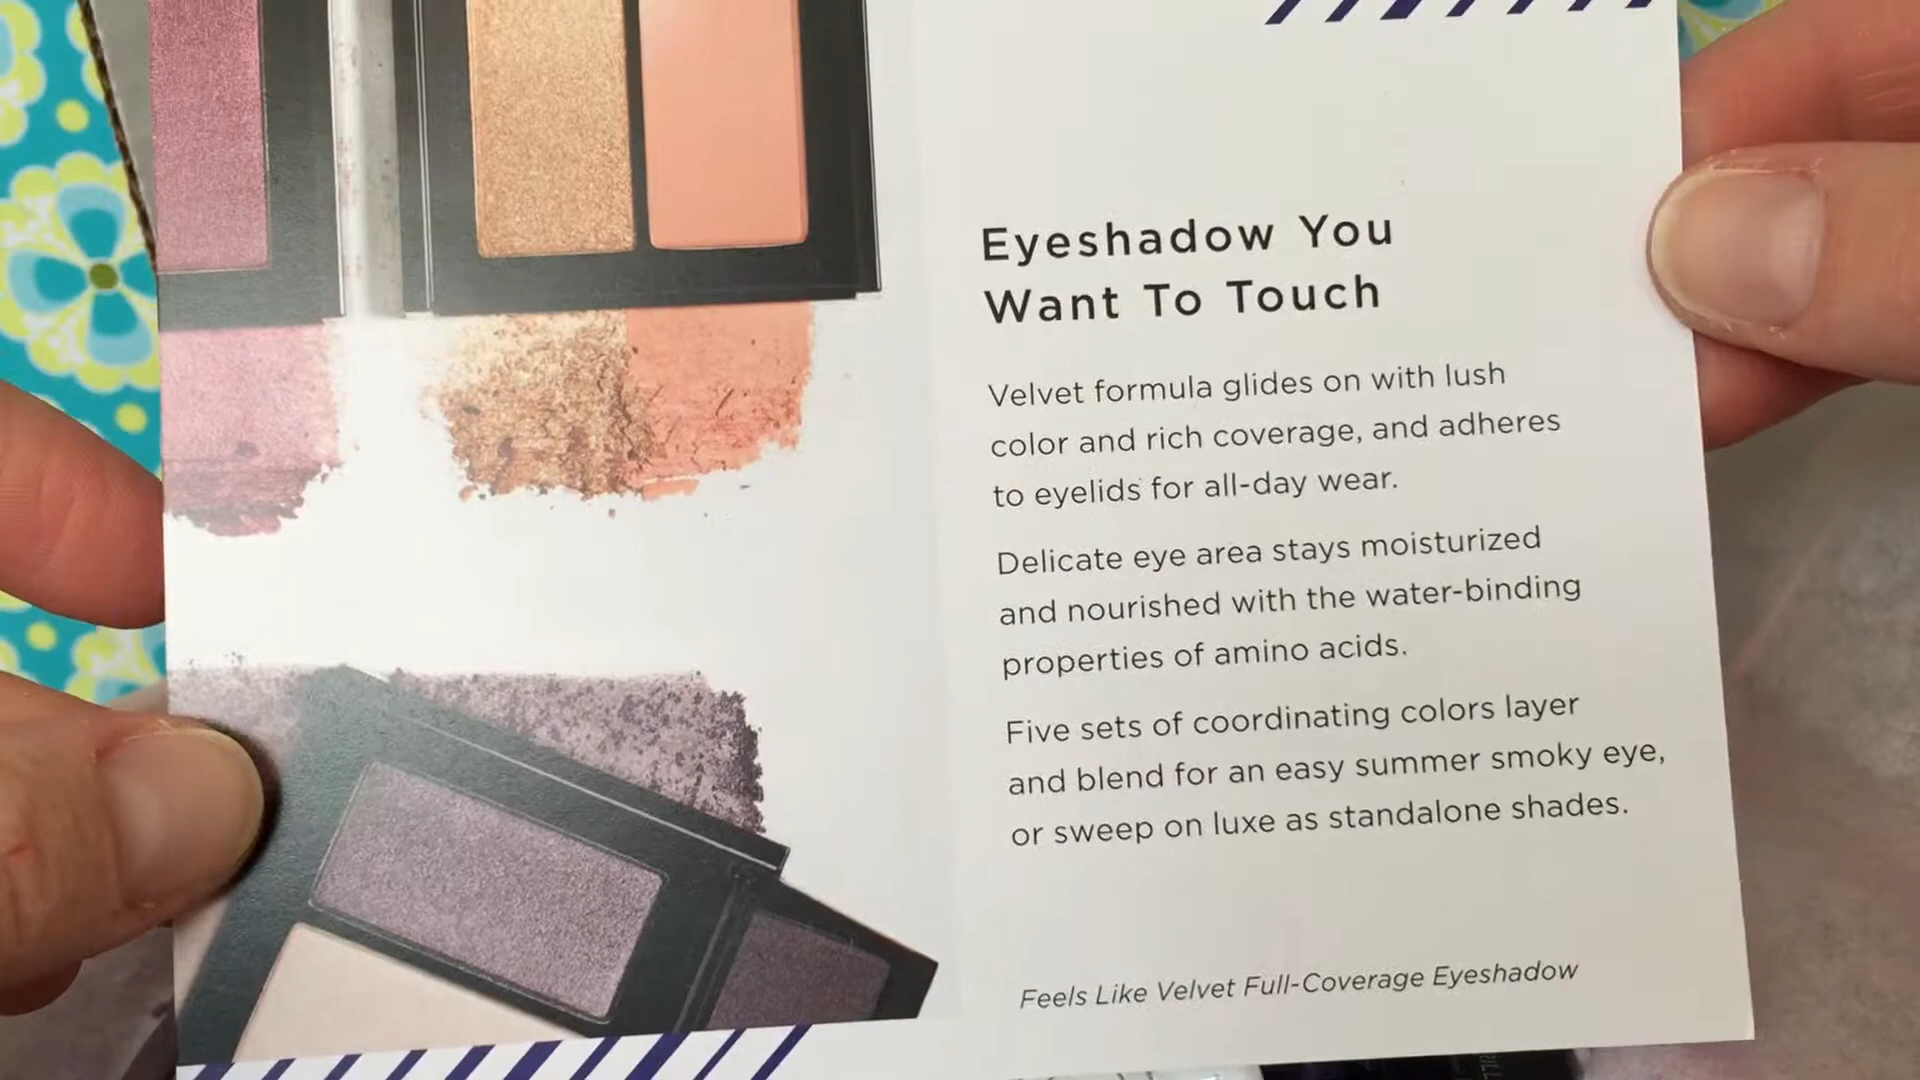 Eyeshadow You
Want To Touch
Velvet formula glides on with lush
color and rich coverage, and adheres
to eyelids for all-day wear.
Delicate eye area stays moisturized
and nourished with the water-binding
properties of amino acids.
Five sets of coordinating colors layer
and blend for an easy summer smoky eye,
or sweep on luxe as standalone shades.
Feels Like Velvet Full-Coverage Eyeshadow